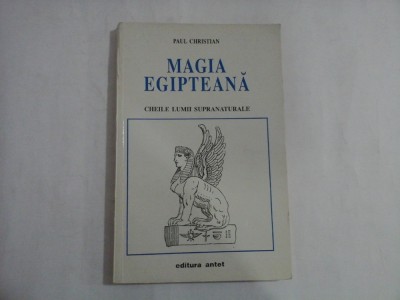 PAUL CHRISTIAN
MAGIA
EGIPTEANĂ
CHEILE LUMII SUPRANATURALE
editura antet